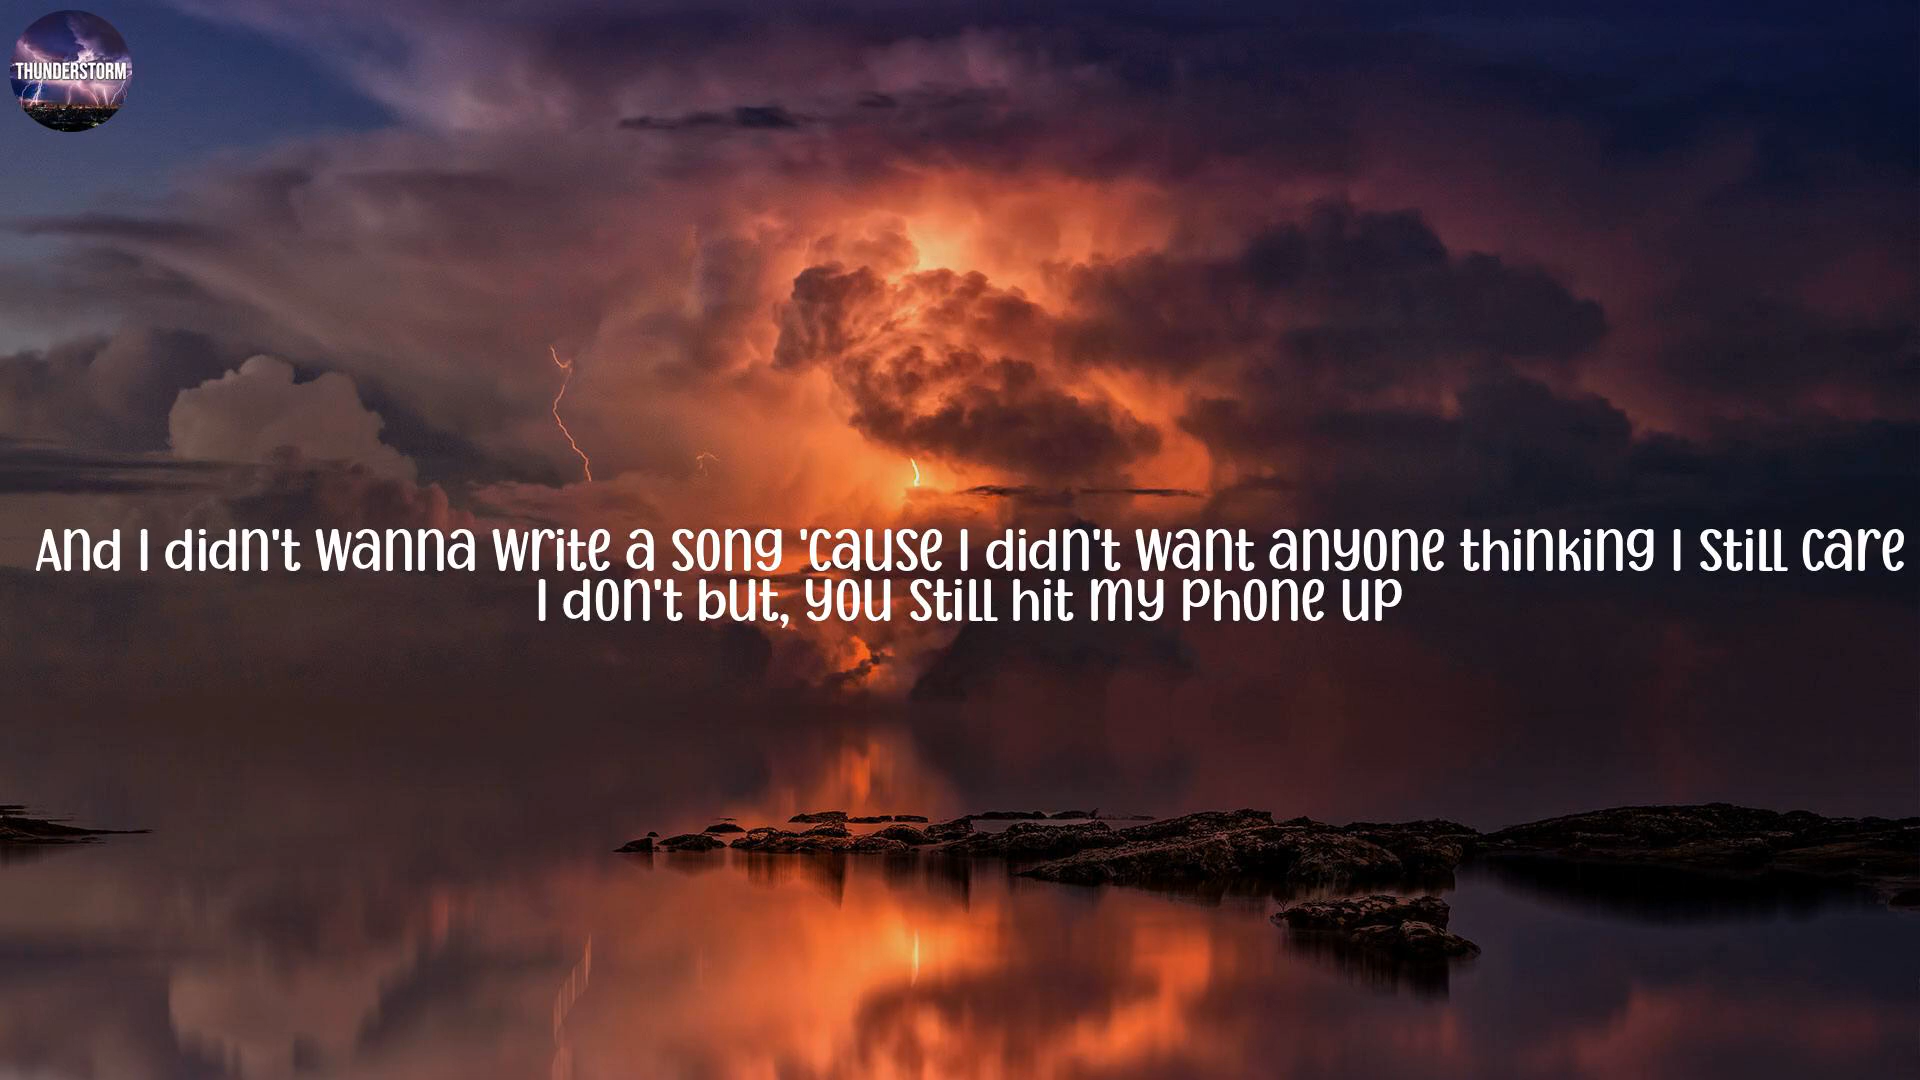 THUNDERSTORM
And I didn't wanna write a song 'cause I didn't want anyone thinking I still care
I don't but, you still hit my phone up